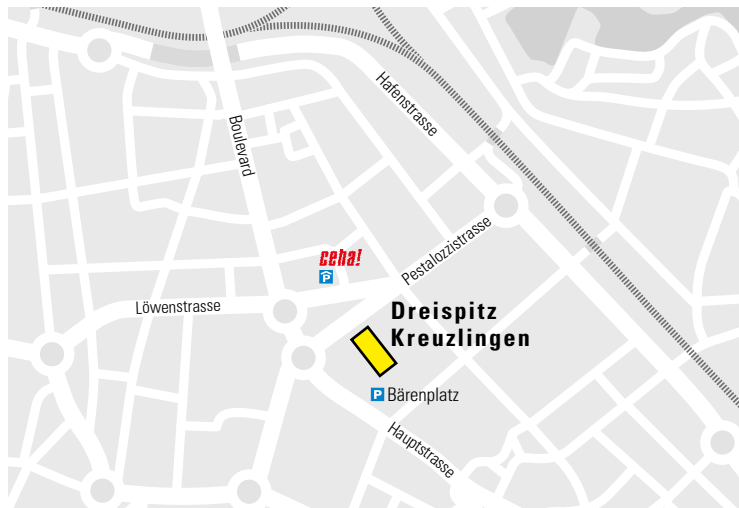 Hafenstrasse
Boulevard
Pestalozzistrasse
ceha!
P
Löwenstrasse
Dreispitz
Kreuzlingen
P Bärenplatz
Hauptstrasse